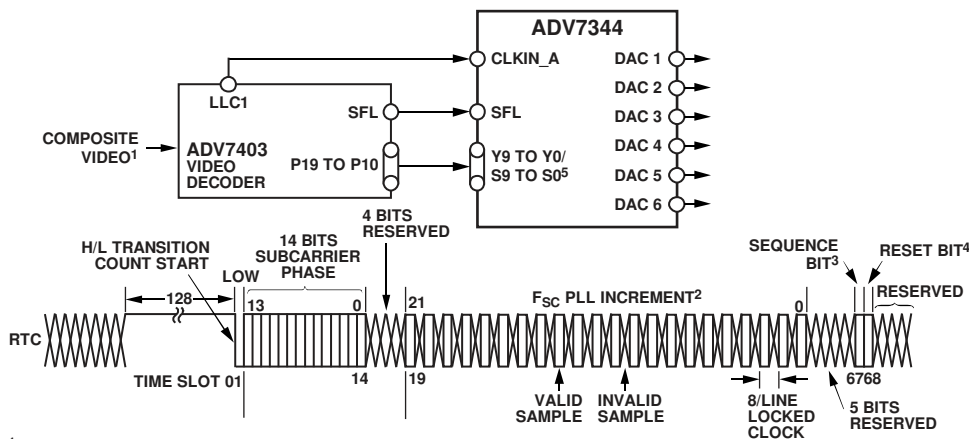 ADV7344
CLKIN_A
DAC 1
DAC 2
DAC 3
DAC 4
DAC 5
DAC 6
LLC1
SFL
SFL
COMPOSITE
VIDEO1
ADV7403
VIDEO
DECODER
P19 TO P10
Y9 TO Y0/
S9 TO S05
4 BITS
RESERVED
H/L TRANSITION
COUNT START
LOW
14 BITS
SUBCARRIER
PHASE
SEQUENCE
BIT3
RESET BIT4
RESERVED
128
13
0
21
FSC PLL INCREMENT2
0
RTC
TIME SLOT 01
14
19
6768
VALID
SAMPLE
INVALID
SAMPLE
8/LINE
LOCKED
CLOCK
5 BITS
RESERVED